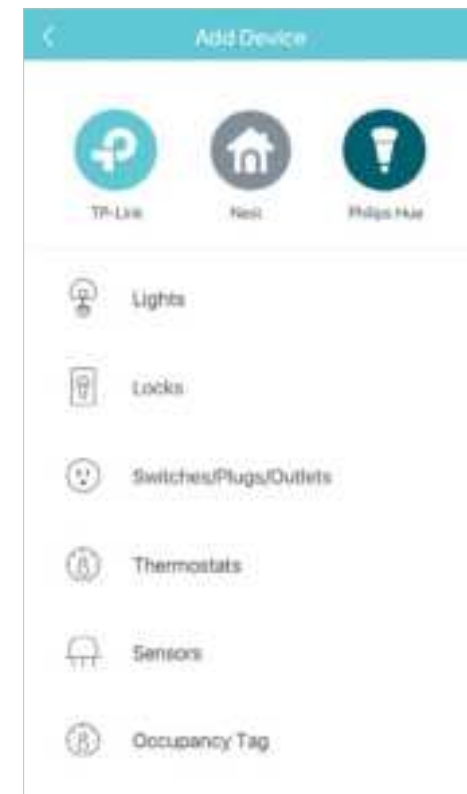 Add Device
TP-Link
Nest
Philips Hue
Lights
Locks
Switches/Plugs/Outlets
Thermostats
Sensors
Occupancy Tag